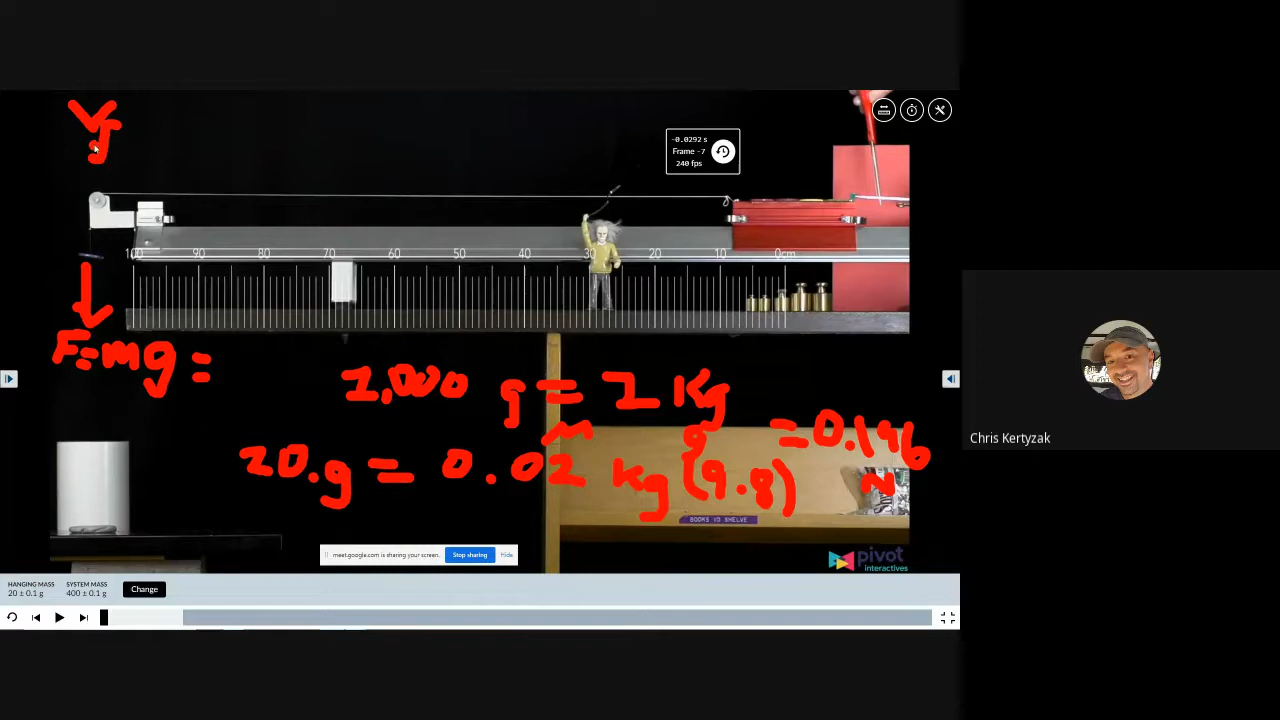 -0.0292 s
Frame -7
240 fps
100 90 80 70 60 50 40 30 20 10 0cm
F=mg =
1,000 g = 1 Kg
m g = 0.196
20.g = 0.02 kg (9.8) N
BOOKS TO SHELVE
meet.google.com is sharing your screen. Stop sharing Hide
pivot
interactives
HANGING MASS SYSTEM MASS
20 ± 0.1 g 400 ± 0.1 g Change
Chris Kertyzak